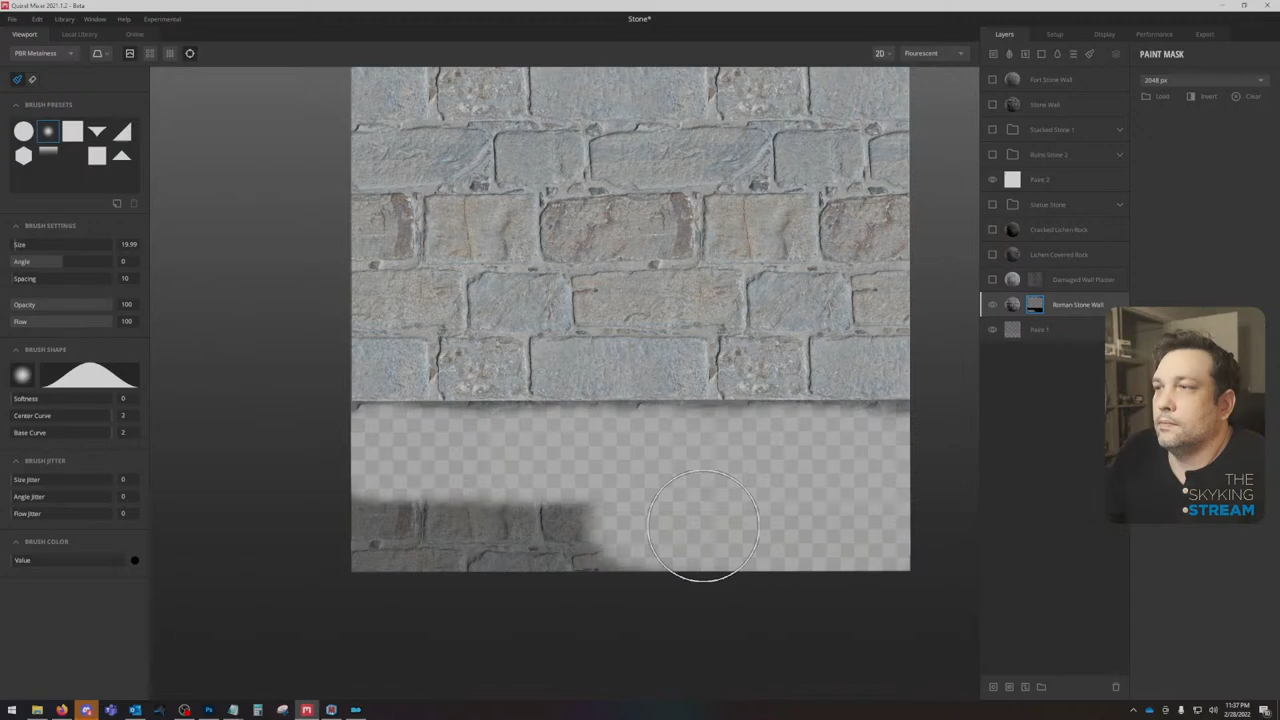 Quixel Mixer 2021.1.2 - Beta
File Edit Library Window Help Experimental
Stone*
Viewport Local Library Online
Layers Setup Display Performance Export
PBR Metalness
2D
Flourescent
PAINT MASK
BRUSH PRESETS
2048 px
Load Invert Clear
Fort Stone Wall
Stone Wall
Stacked Stone 1
Ruins Stone 2
Paint 2
Statue Stone
Cracked Lichen Rock
Lichen Covered Rock
Damaged Wall Plaster
Roman Stone Wall
Paint 1
BRUSH SETTINGS
Size 19.99
Angle 0
Spacing 10
Opacity 100
Flow 100
BRUSH SHAPE
Softness 0
Center Curve 2
Base Curve 2
BRUSH JITTER
Size Jitter 0
Angle Jitter 0
Flow Jitter 0
BRUSH COLOR
Value
THE
SKYKING
STREAM
11:37 PM
2/28/2022